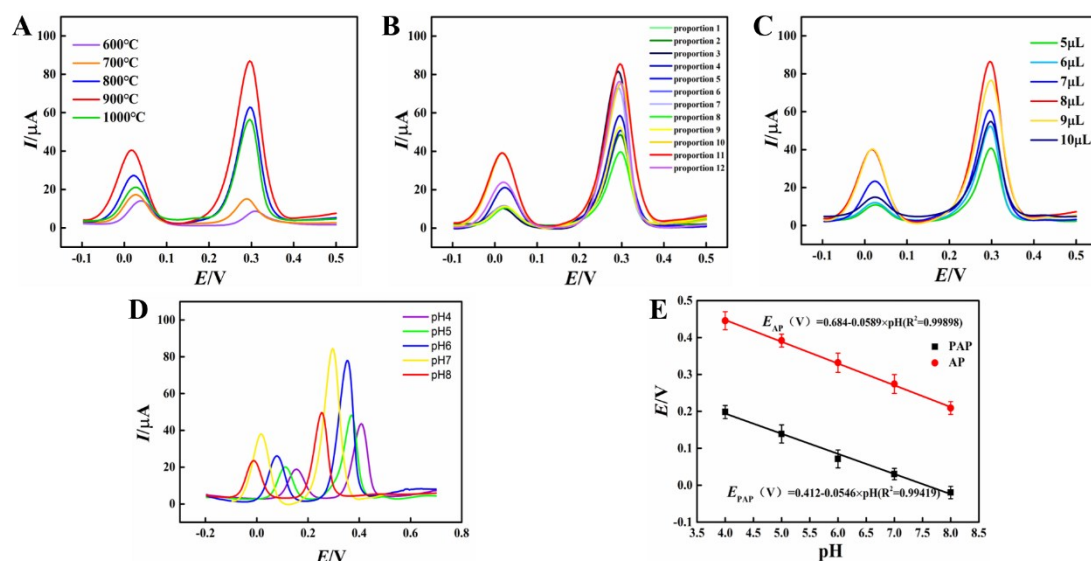 A
100
80
60
40
20
0
I/μA
600°C
700°C
800°C
900°C
1000°C
-0.1 0.0 0.1 0.2 0.3 0.4 0.5
E/V
B
100
80
60
40
20
0
I/μA
proportion 1
proportion 2
proportion 3
proportion 4
proportion 5
proportion 6
proportion 7
proportion 8
proportion 9
proportion 10
proportion 11
proportion 12
-0.1 0.0 0.1 0.2 0.3 0.4 0.5
E/V
C
100
80
60
40
20
0
I/μA
5μL
6μL
7μL
8μL
9μL
10μL
-0.1 0.0 0.1 0.2 0.3 0.4 0.5
E/V
D
100
80
60
40
20
0
I/μA
pH4
pH5
pH6
pH7
pH8
-0.2 0.0 0.2 0.4 0.6 0.8
E/V
E
0.5
0.4
0.3
0.2
0.1
0.0
-0.1
E/V
E_AP（V）=0.684-0.0589×pH(R²=0.99898)
PAP
AP
E_PAP（V）=0.412-0.0546×pH(R²=0.99419)
3.5 4.0 4.5 5.0 5.5 6.0 6.5 7.0 7.5 8.0 8.5
pH